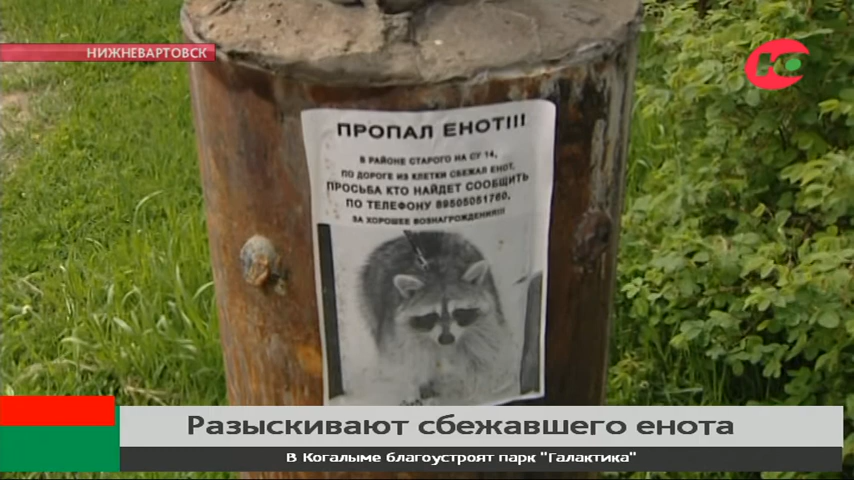 НИЖНЕВАРТОВСК
ПРОПАЛ ЕНОТ!!!
В РАЙОНЕ СТАРОГО НА СУ 14,
ПО ДОРОГЕ ИЗ КЛЕТКИ СБЕЖАЛ ЕНОТ,
ПРОСЬБА КТО НАЙДЕТ СООБЩИТЬ
ПО ТЕЛЕФОНУ 89505051760,
ЗА ХОРОШЕЕ ВОЗНАГРОЖДЕНИЯ!!!
Разыскивают сбежавшего енота
В Когалыме благоустроят парк "Галактика"